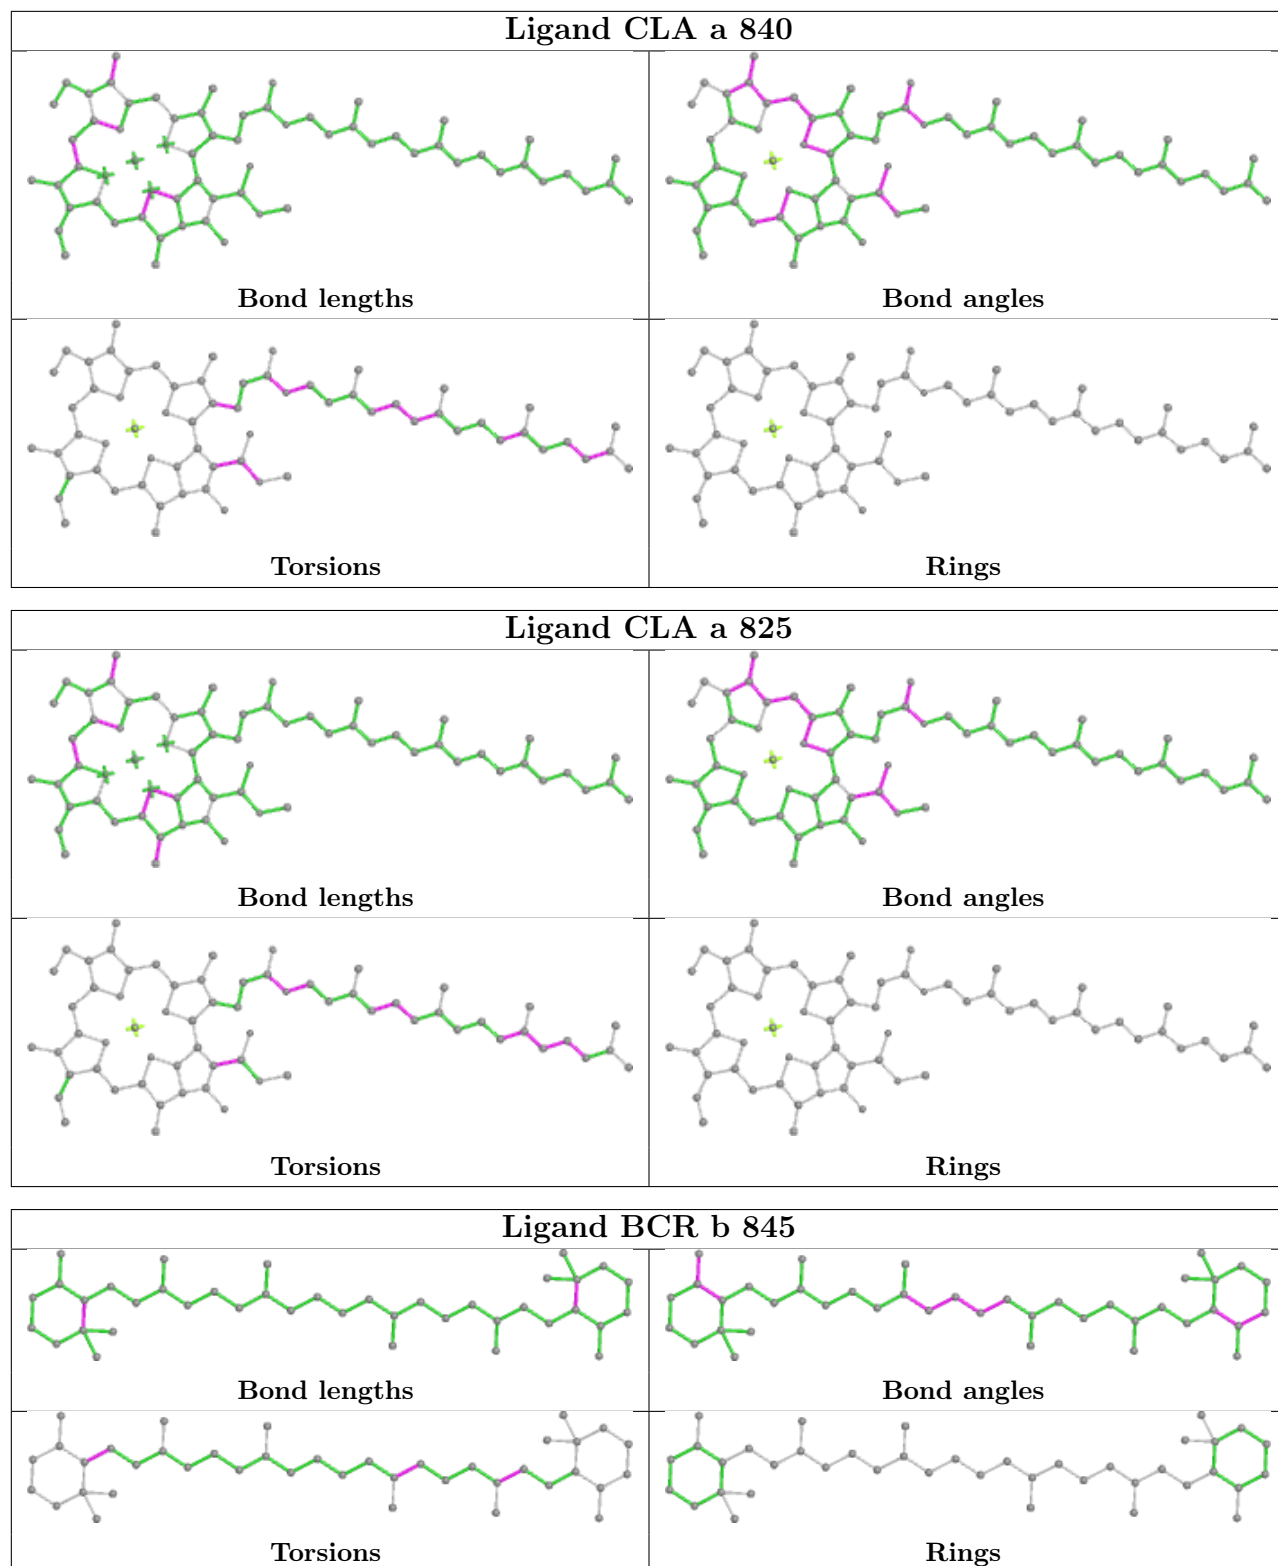 Ligand CLA a 840
Bond lengths
Bond angles
Torsions
Rings
Ligand CLA a 825
Bond lengths
Bond angles
Torsions
Rings
Ligand BCR b 845
Bond lengths
Bond angles
Torsions
Rings